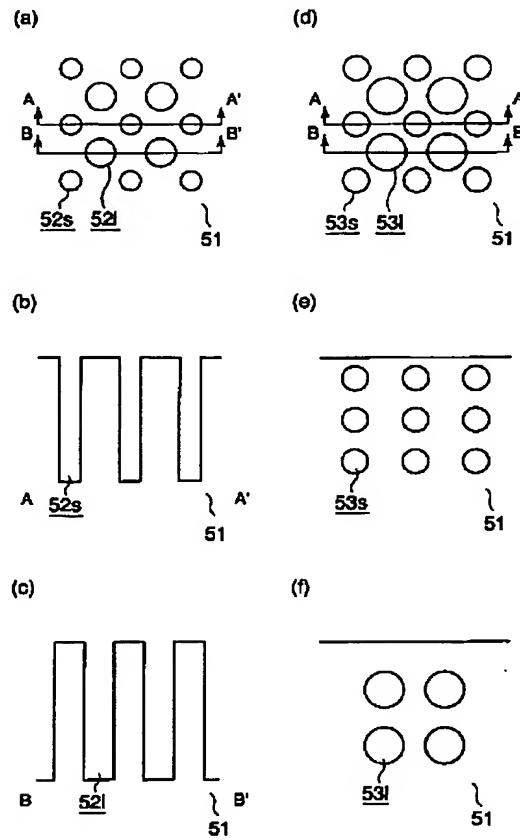 (a)
A A'
B B'
52s 52l
51
(b)
A 52s A'
51
(c)
B 52l B'
51
(d)
A A
B B
53s 53l
51
(e)
53s 51
(f)
53l 51